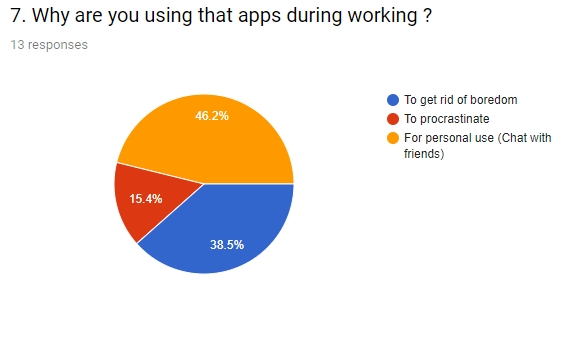 7. Why are you using that apps during working ?
13 responses
46.2%
15.4%
38.5%
To get rid of boredom
To procrastinate
For personal use (Chat with
friends)